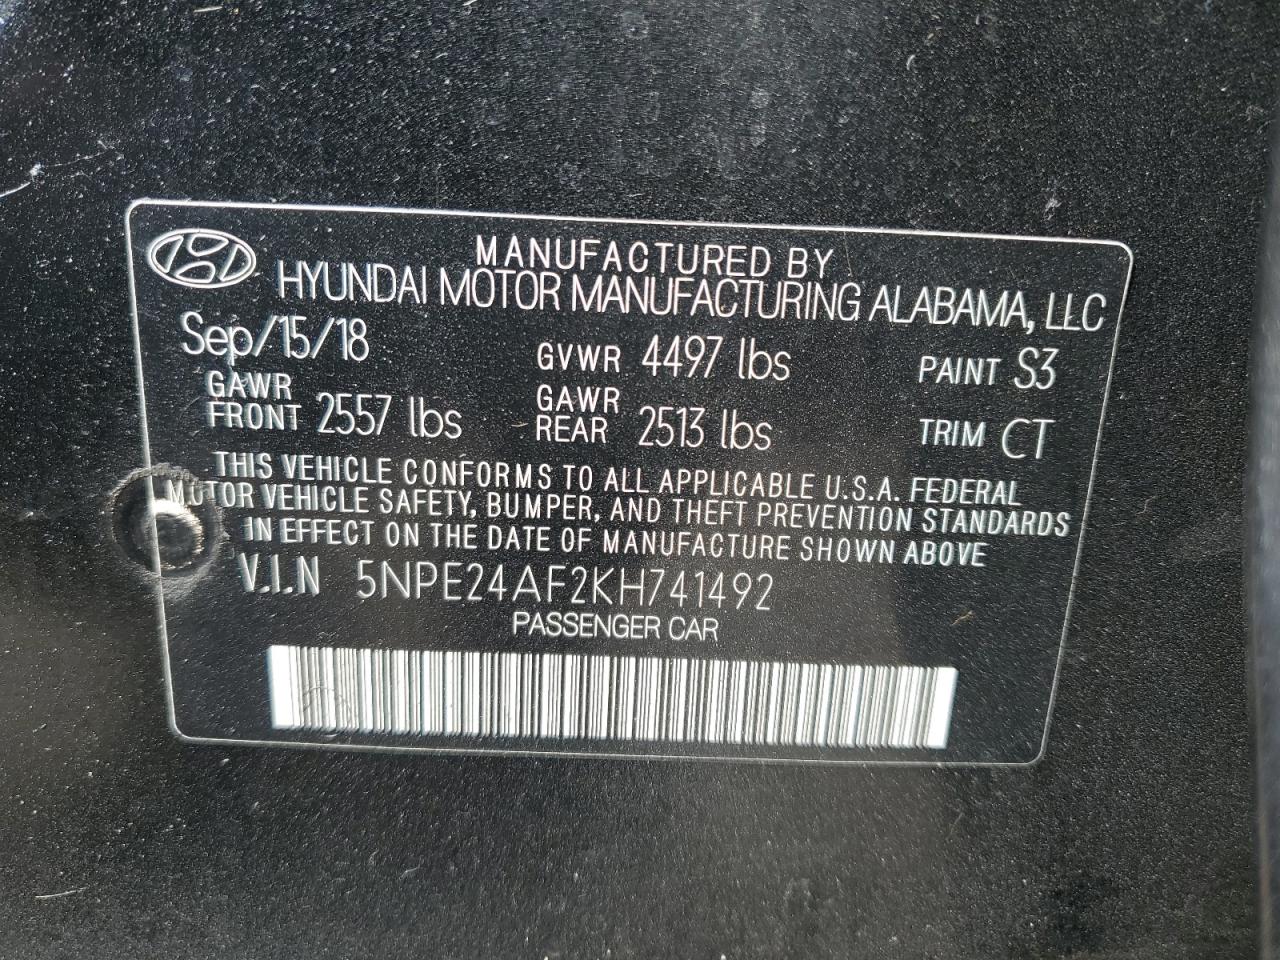 MANUFACTURED BY
HYUNDAI MOTOR MANUFACTURING ALABAMA, LLC
Sep/15/18 GVWR 4497 lbs PAINT S3
GAWR FRONT 2557 lbs GAWR REAR 2513 lbs TRIM CT
THIS VEHICLE CONFORMS TO ALL APPLICABLE U.S.A. FEDERAL
MOTOR VEHICLE SAFETY, BUMPER, AND THEFT PREVENTION STANDARDS
IN EFFECT ON THE DATE OF MANUFACTURE SHOWN ABOVE
V.I.N 5NPE24AF2KH741492
PASSENGER CAR